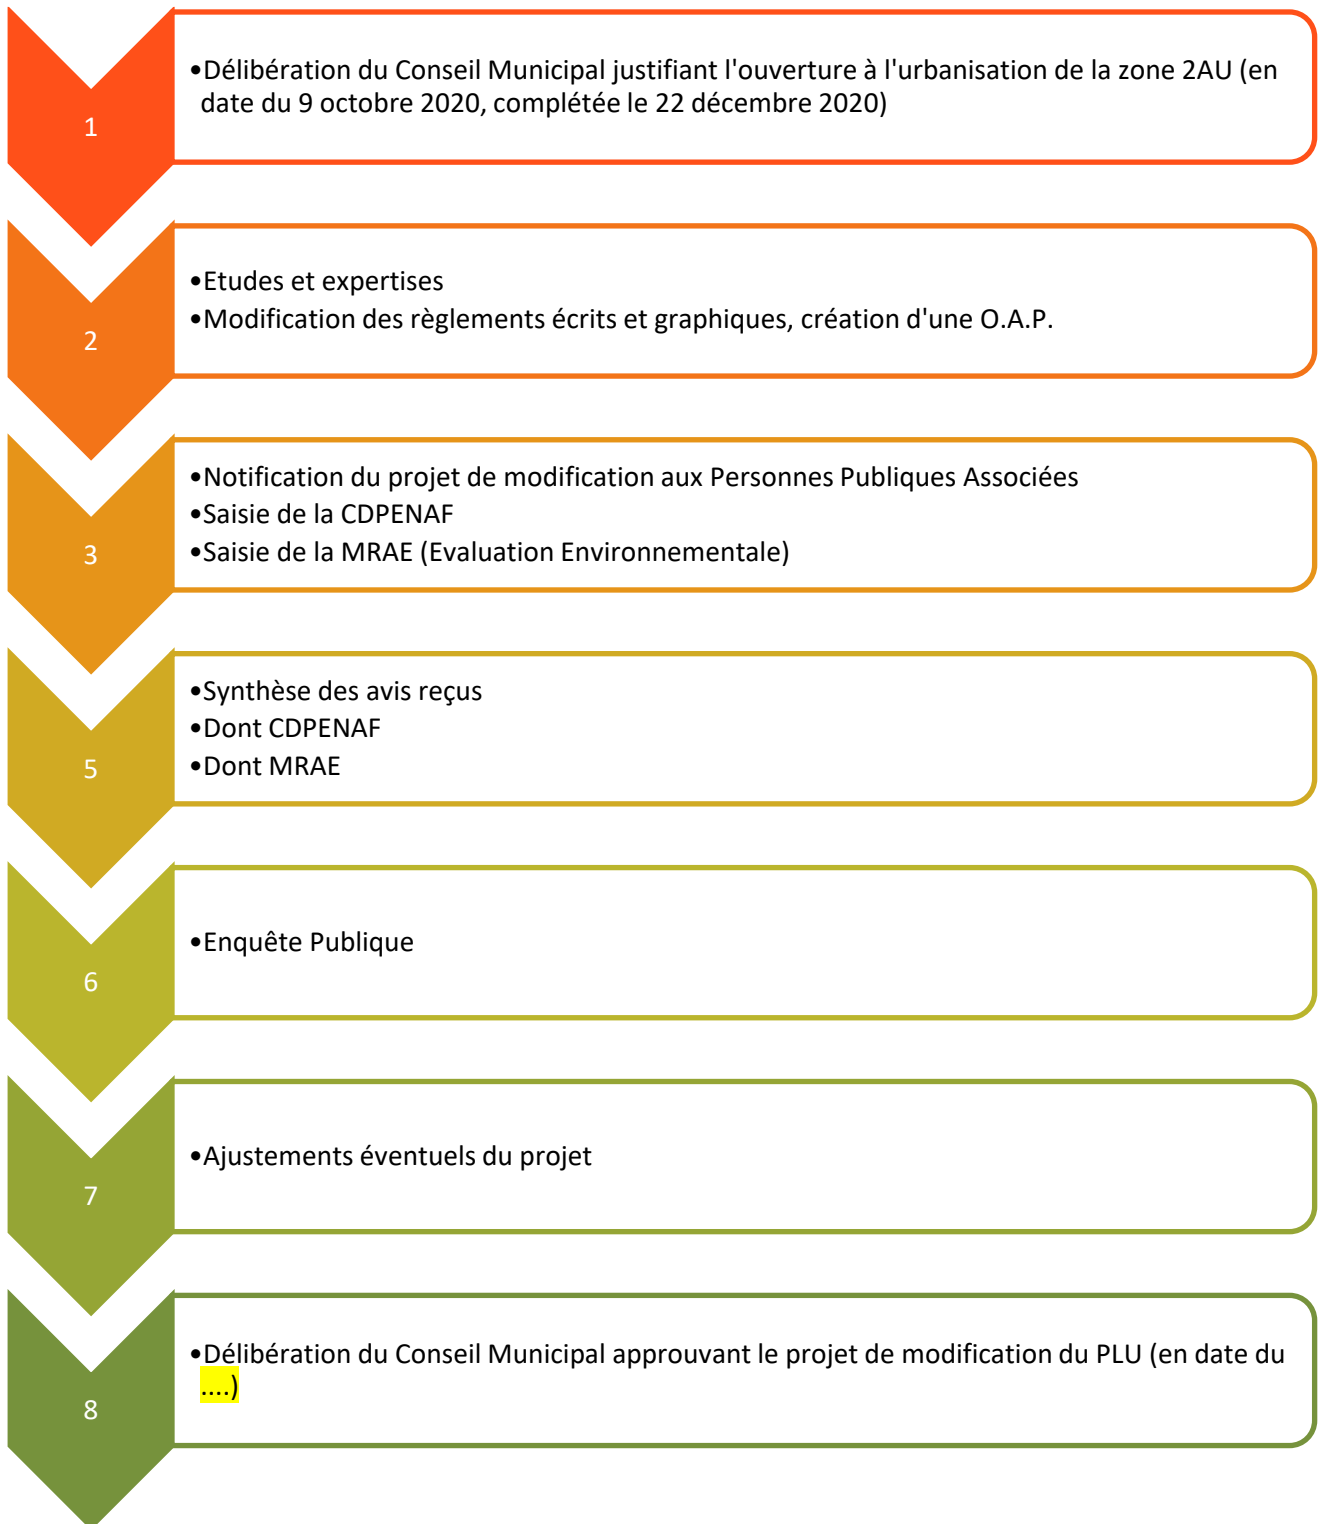 1
•Délibération du Conseil Municipal justifiant l'ouverture à l'urbanisation de la zone 2AU (en
date du 9 octobre 2020, complétée le 22 décembre 2020)
2
•Etudes et expertises
•Modification des règlements écrits et graphiques, création d'une O.A.P.
3
•Notification du projet de modification aux Personnes Publiques Associées
•Saisie de la CDPENAF
•Saisie de la MRAE (Evaluation Environnementale)
5
•Synthèse des avis reçus
•Dont CDPENAF
•Dont MRAE
6
•Enquête Publique
7
•Ajustements éventuels du projet
8
•Délibération du Conseil Municipal approuvant le projet de modification du PLU (en date du
....)